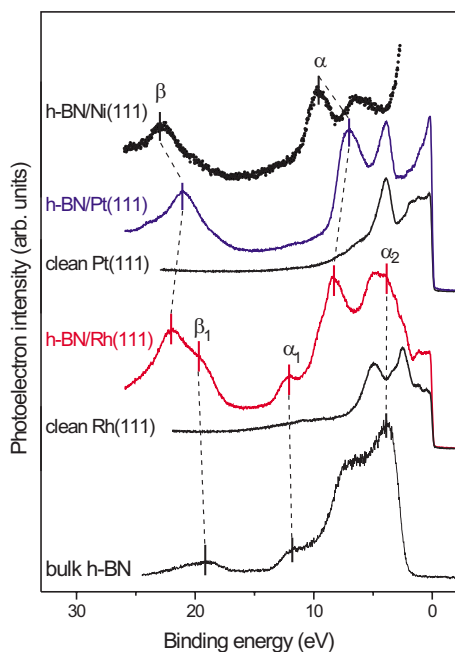 β
α
h-BN/Ni(111)
h-BN/Pt(111)
clean Pt(111)
α2
h-BN/Rh(111)
β1
α1
clean Rh(111)
bulk h-BN
Photoelectron intensity (arb. units)
30
20
10
0
Binding energy (eV)